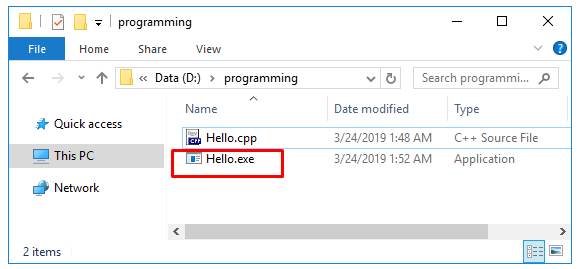 programming
File Home Share View
« Data (D:) programming Search programmi...
Name Date modified Type
Quick access
This PC
Network
Hello.cpp 3/24/2019 1:48 AM C++ Source File
Hello.exe 3/24/2019 1:52 AM Application
2 items